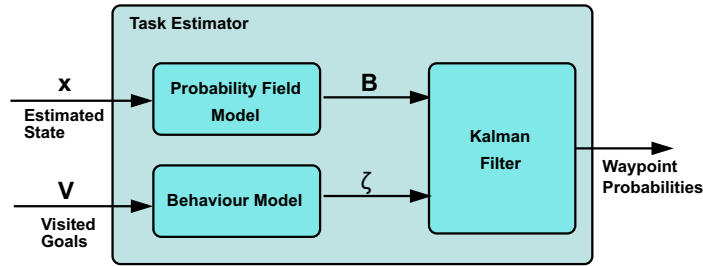 Task Estimator
x
Estimated
State
Probability Field
Model
B
Kalman
Filter
Waypoint
Probabilities
V
Visited
Goals
Behaviour Model
ζ